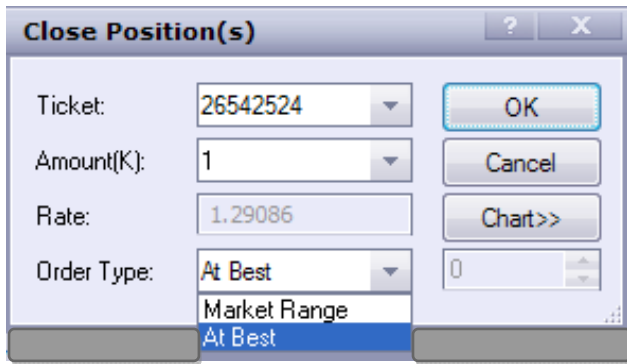 Close Position(s) ? X
Ticket: 26542524 OK
Amount(K): 1 Cancel
Rate: 1.29086 Chart>>
Order Type: At Best 0
Market Range
At Best